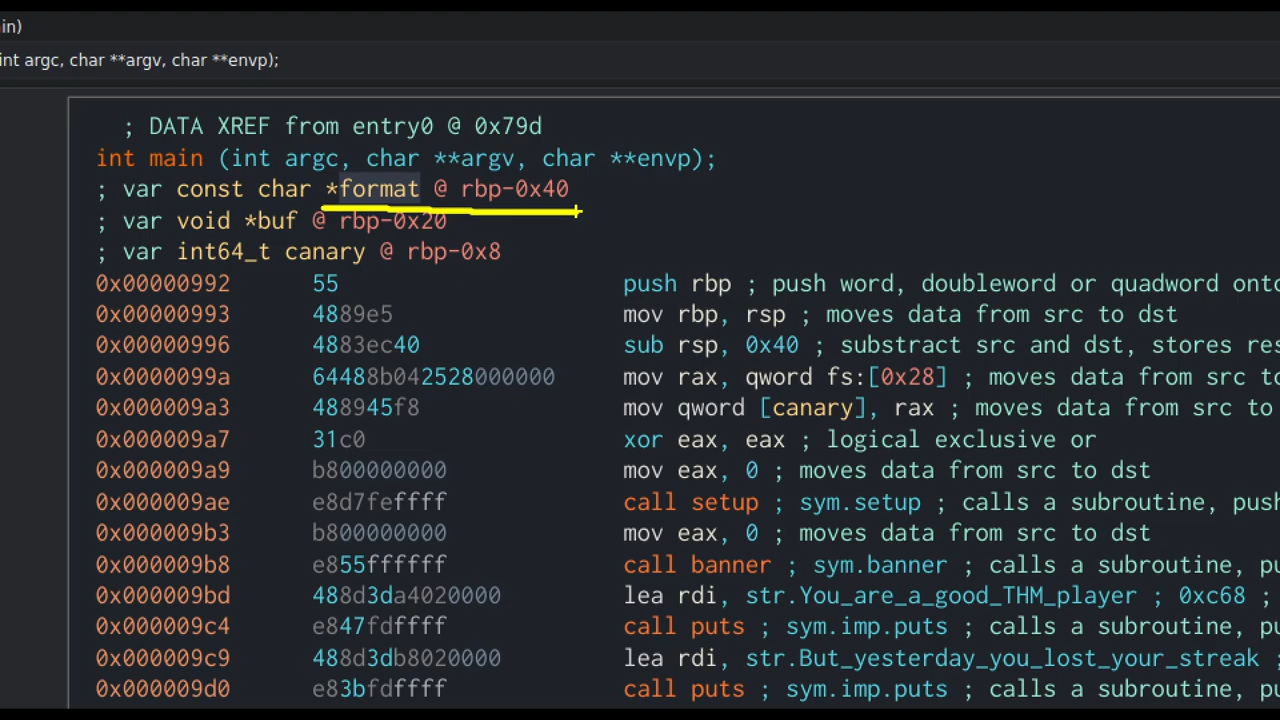 in)
int argc, char **argv, char **envp);
; DATA XREF from entry0 @ 0x79d
int main (int argc, char **argv, char **envp);
; var const char *format @ rbp-0x40
; var void *buf @ rbp-0x20
; var int64_t canary @ rbp-0x8
0x00000992 55 push rbp ; push word, doubleword or quadword onto
0x00000993 4889e5 mov rbp, rsp ; moves data from src to dst
0x00000996 4883ec40 sub rsp, 0x40 ; substract src and dst, stores res
0x0000099a 64488b042528000000 mov rax, qword fs:[0x28] ; moves data from src to
0x000009a3 488945f8 mov qword [canary], rax ; moves data from src to
0x000009a7 31c0 xor eax, eax ; logical exclusive or
0x000009a9 b800000000 mov eax, 0 ; moves data from src to dst
0x000009ae e8d7feffff call setup ; sym.setup ; calls a subroutine, push
0x000009b3 b800000000 mov eax, 0 ; moves data from src to dst
0x000009b8 e855ffffff call banner ; sym.banner ; calls a subroutine, pu
0x000009bd 488d3da4020000 lea rdi, str.You_are_a_good_THM_player ; 0xc68 ;
0x000009c4 e847fdffff call puts ; sym.imp.puts ; calls a subroutine, pu
0x000009c9 488d3db8020000 lea rdi, str.But_yesterday_you_lost_your_streak ;
0x000009d0 e83bfdffff call puts ; sym.imp.puts ; calls a subroutine, pu